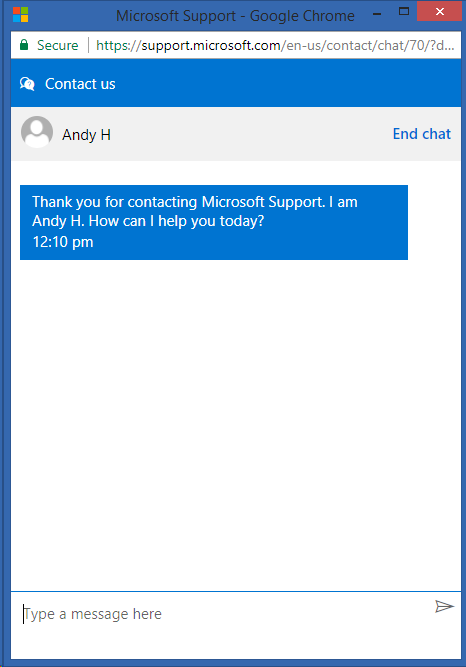 Microsoft Support - Google Chrome
Secure https://support.microsoft.com/en-us/contact/chat/70/?d...
Contact us
Andy H
End chat
Thank you for contacting Microsoft Support. I am
Andy H. How can I help you today?
12:10 pm
Type a message here